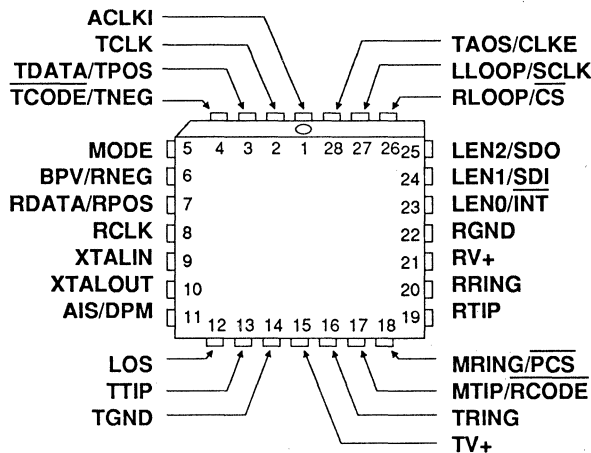 ACLKI
TCLK
TDATA/TPOS
TCODE/TNEG
TAOS/CLKE
LLOOP/SCLK
RLOOP/CS
4 3 2 1 28 27 26
MODE 5 25 LEN2/SDO
BPV/RNEG 6 24 LEN1/SDI
RDATA/RPOS 7 23 LEN0/INT
RCLK 8 22 RGND
XTALIN 9 21 RV+
XTALOUT 10 20 RRING
AIS/DPM 11 19 RTIP
12 13 14 15 16 17 18
LOS
TTIP
TGND
MRING/PCS
MTIP/RCODE
TRING
TV+